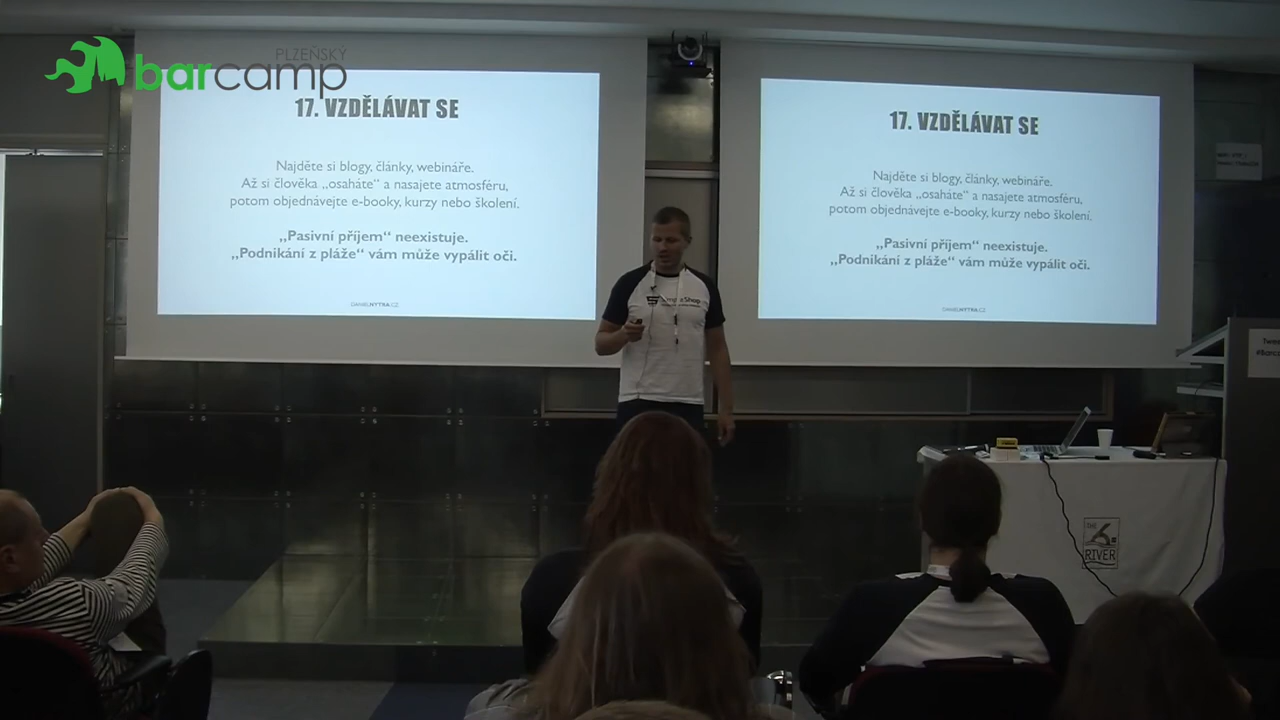 PLZEŇSKÝ
barcamp
17. VZDĚLÁVAT SE
Najděte si blogy, články, webináře.
Až si člověka „osaháte“ a nasajete atmosféru,
potom objednávejte e-booky, kurzy nebo školení.
„Pasivní příjem“ neexistuje.
„Podnikání z pláže“ vám může vypálit oči.
DANIELNYTRA.CZ
17. VZDĚLÁVAT SE
Najděte si blogy, články, webináře.
Až si člověka „osaháte“ a nasajete atmosféru,
potom objednávejte e-booky, kurzy nebo školení.
„Pasivní příjem“ neexistuje.
„Podnikání z pláže“ vám může vypálit oči.
DANIELNYTRA.CZ
Shop
THE
RIVER